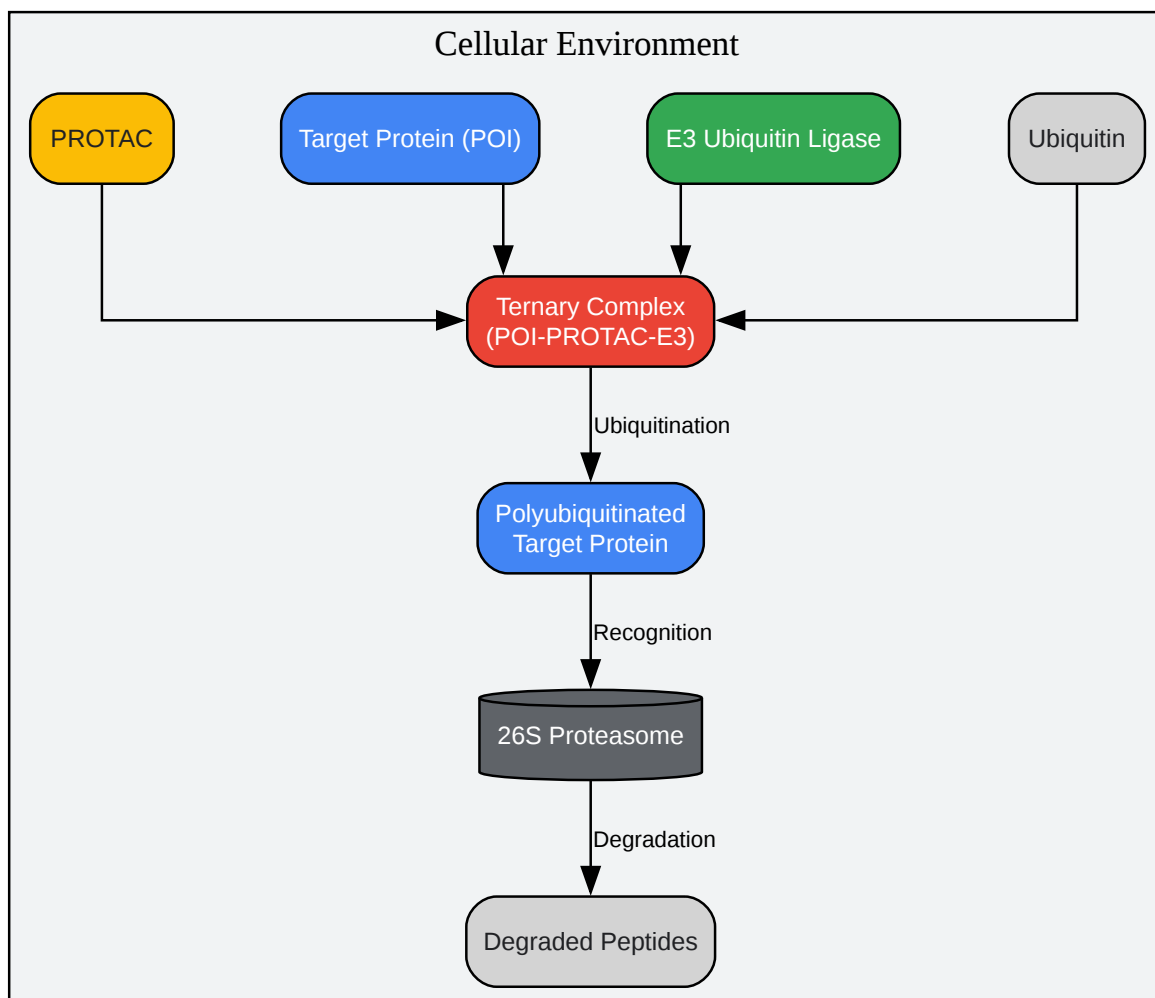 Cellular Environment
PROTAC
Target Protein (POI)
E3 Ubiquitin Ligase
Ubiquitin
Ternary Complex
(POI-PROTAC-E3)
Ubiquitination
Polyubiquitinated
Target Protein
Recognition
26S Proteasome
Degradation
Degraded Peptides